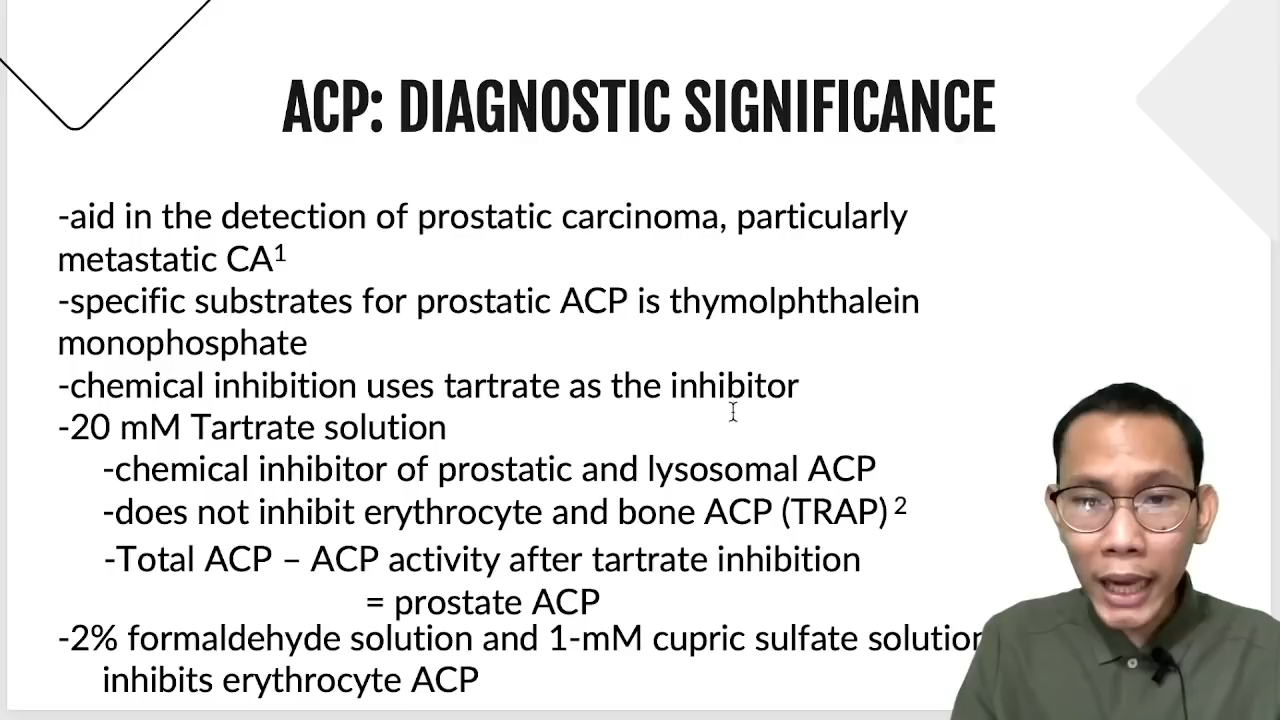 ACP: DIAGNOSTIC SIGNIFICANCE
-aid in the detection of prostatic carcinoma, particularly
metastatic CA¹
-specific substrates for prostatic ACP is thymolphthalein
monophosphate
-chemical inhibition uses tartrate as the inhibitor
-20 mM Tartrate solution
-chemical inhibitor of prostatic and lysosomal ACP
-does not inhibit erythrocyte and bone ACP (TRAP) ²
-Total ACP – ACP activity after tartrate inhibition
= prostate ACP
-2% formaldehyde solution and 1-mM cupric sulfate solution
inhibits erythrocyte ACP